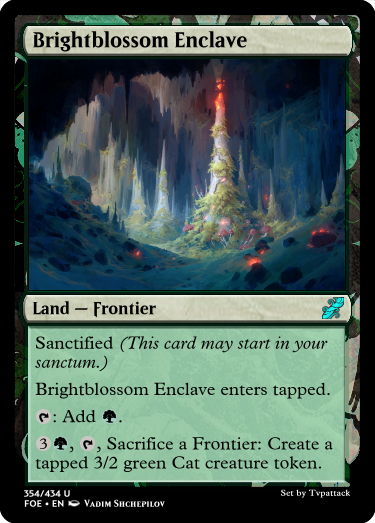 Brightblossom Enclave
Land — Frontier
Sanctified (This card may start in your
sanctum.)
Brightblossom Enclave enters tapped.
: Add .
3, , Sacrifice a Frontier: Create a
tapped 3/2 green Cat creature token.
354/434 U
FOE • EN Vadim Shchepilov
Set by Tvpattack